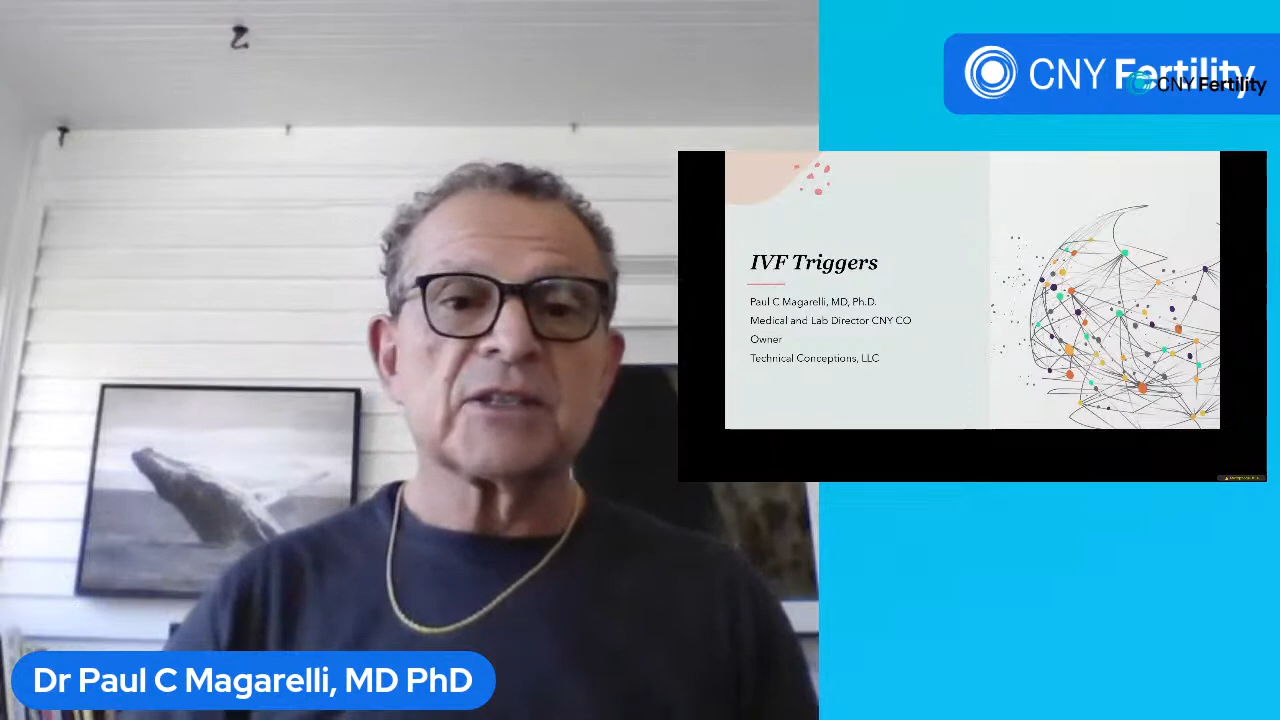 CNY Fertility
CNY Fertility
IVF Triggers
Paul C Magarelli, MD, Ph.D.
Medical and Lab Director CNY CO
Owner
Technical Conceptions, LLC
Dr Paul C Magarelli, MD PhD